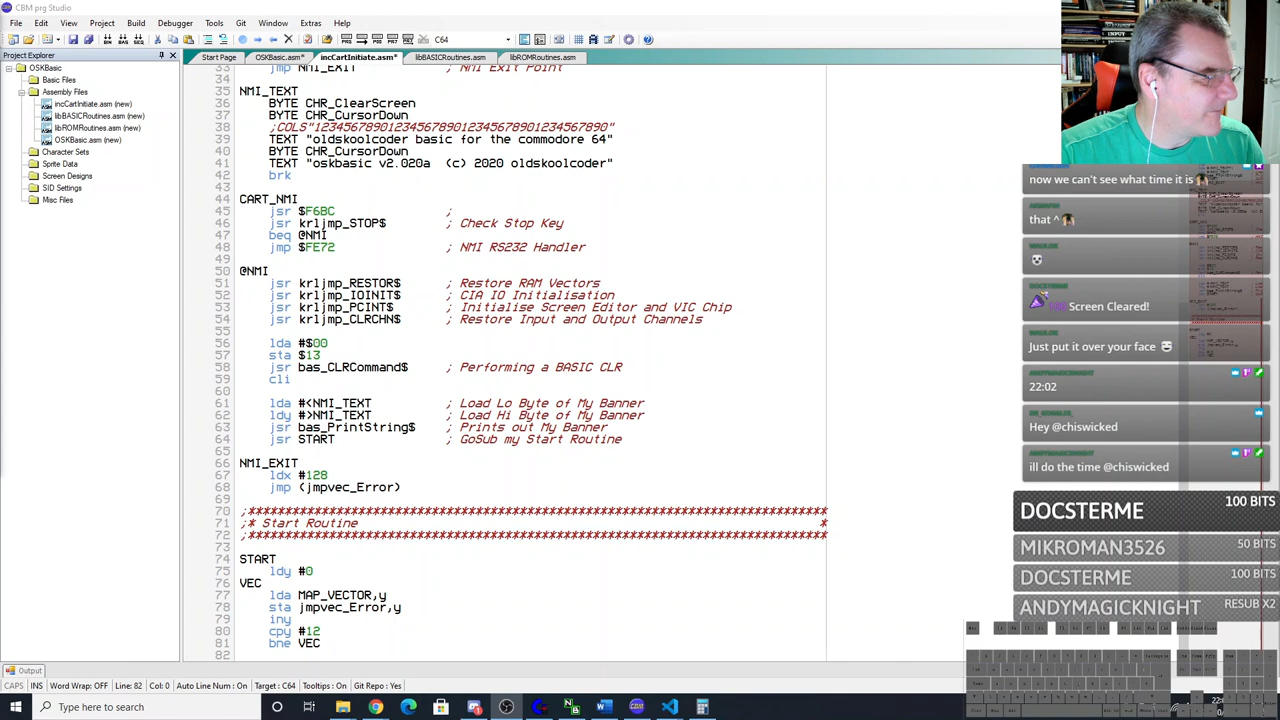 CBM prg Studio
File Edit View Project Build Debugger Tools Git Window Extras Help
C64
Project Explorer
OSKBasic
Basic Files
Assembly Files
incCartInitiate.asm (new)
libBASICRoutines.asm (new)
libROMRoutines.asm (new)
OSKBasic.asm (new)
Character Sets
Sprite Data
Screen Designs
SID Settings
Misc Files
Start Page OSKBasic.asm* incCartInitiate.asm* libBASICRoutines.asm libROMRoutines.asm
33 jmp NMI_EXIT ; Nmi Exit Point
34
35 NMI_TEXT
36 BYTE CHR_ClearScreen
37 BYTE CHR_CursorDown
38 ;COLS"1234567890123456789012345678901234567890"
39 TEXT "oldskoolcoder basic for the commodore 64"
40 BYTE CHR_CursorDown
41 TEXT "oskbasic v2.020a (c) 2020 oldskoolcoder"
42 brk
43
44 CART_NMI
45 jsr $F6BC ;
46 jsr krljmp_STOP$ ; Check Stop Key
47 beq @NMI
48 jmp $FE72 ; NMI RS232 Handler
49
50 @NMI
51 jsr krljmp_RESTOR$ ; Restore RAM Vectors
52 jsr krljmp_IOINIT$ ; CIA IO Initialisation
53 jsr krljmp_PCINT$ ; Initialise Screen Editor and VIC Chip
54 jsr krljmp_CLRCHN$ ; Restore Input and Output Channels
55
56 lda #$00
57 sta $13
58 jsr bas_CLRCommand$ ; Performing a BASIC CLR
59 cli
60
61 lda #<NMI_TEXT ; Load Lo Byte of My Banner
62 ldy #>NMI_TEXT ; Load Hi Byte of My Banner
63 jsr bas_PrintString$ ; Prints out My Banner
64 jsr START ; GoSub my Start Routine
65
66 NMI_EXIT
67 ldx #128
68 jmp (jmpvec_Error)
69
70 ;*******************************************************************************
71 ;* Start Routine *
72 ;*******************************************************************************
73
74 START
75 ldy #0
76 VEC
77 lda MAP_VECTOR,y
78 sta jmpvec_Error,y
79 iny
80 cpy #12
81 bne VEC
82
now we can't see what time it is
that ^
Screen Cleared!
Just put it over your face
ANDYMAGICKNIGHT
22:02
Hey @chiswicked
ANDYMAGICKNIGHT
ill do the time @chiswicked
DOCSTERME 100 BITS
MIKROMAN3526 50 BITS
DOCSTERME 100 BITS
ANDYMAGICKNIGHT RESUB X2
Output
CAPS INS Word Wrap: OFF Line: 82 Col: 0 Auto Line Num : On Target: C64 Tooltips : On Git Repo : Yes
Type here to search